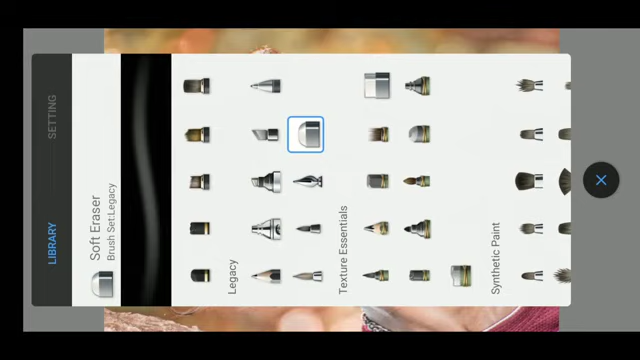 LIBRARY
SETTING
Soft Eraser
Brush Set:Legacy
Legacy
Texture Essentials
Synthetic Paint